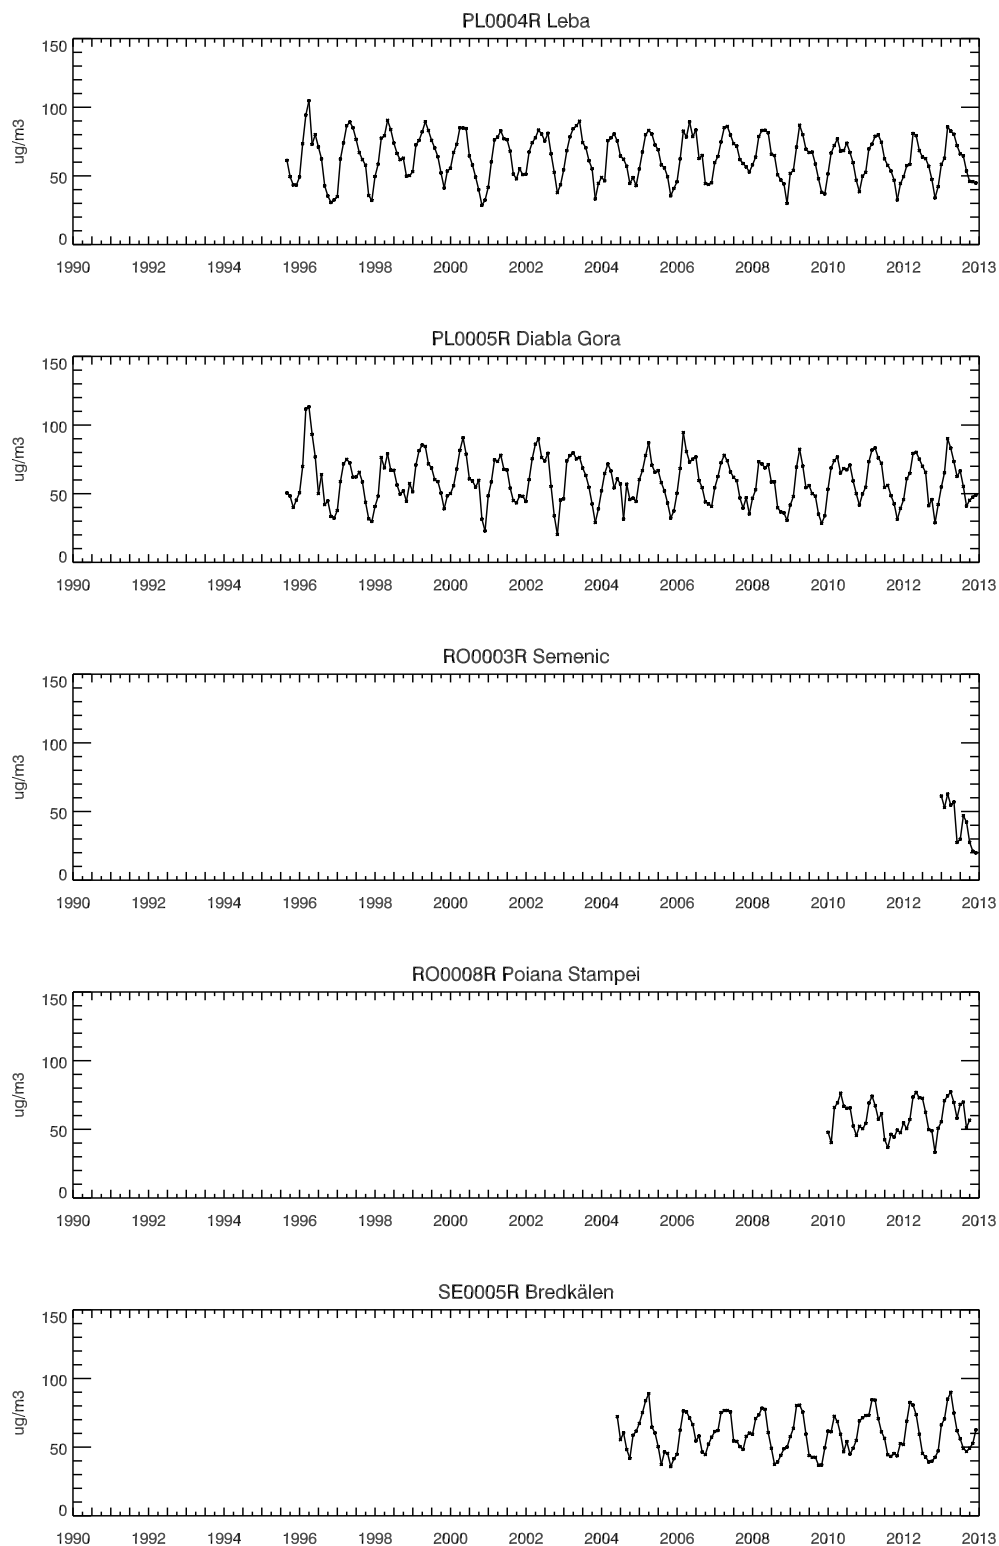 PL0004R Leba
150
100
50
0
ug/m3
1990 1992 1994 1996 1998 2000 2002 2004 2006 2008 2010 2012 2013
PL0005R Diabla Gora
150
100
50
0
ug/m3
1990 1992 1994 1996 1998 2000 2002 2004 2006 2008 2010 2012 2013
RO0003R Semenic
150
100
50
0
ug/m3
1990 1992 1994 1996 1998 2000 2002 2004 2006 2008 2010 2012 2013
RO0008R Poiana Stampei
150
100
50
0
ug/m3
1990 1992 1994 1996 1998 2000 2002 2004 2006 2008 2010 2012 2013
SE0005R Bredkälen
150
100
50
0
ug/m3
1990 1992 1994 1996 1998 2000 2002 2004 2006 2008 2010 2012 2013